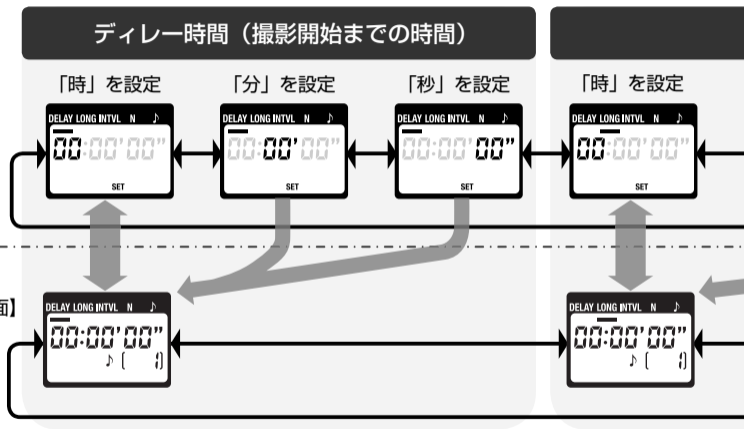 ディレー時間（撮影開始までの時間）
「時」を設定
「分」を設定
「秒」を設定
「時」を設定
DELAY LONG INTVL N ♪
00:00'00"
SET
DELAY LONG INTVL N ♪
00:00'00"
SET
DELAY LONG INTVL N ♪
00:00'00"
SET
DELAY LONG INTVL N ♪
00:00'00"
SET
面】
DELAY LONG INTVL N ♪
00:00'00"
♪ [ 1]
DELAY LONG INTVL N ♪
00:00'00"
♪ [ 1]